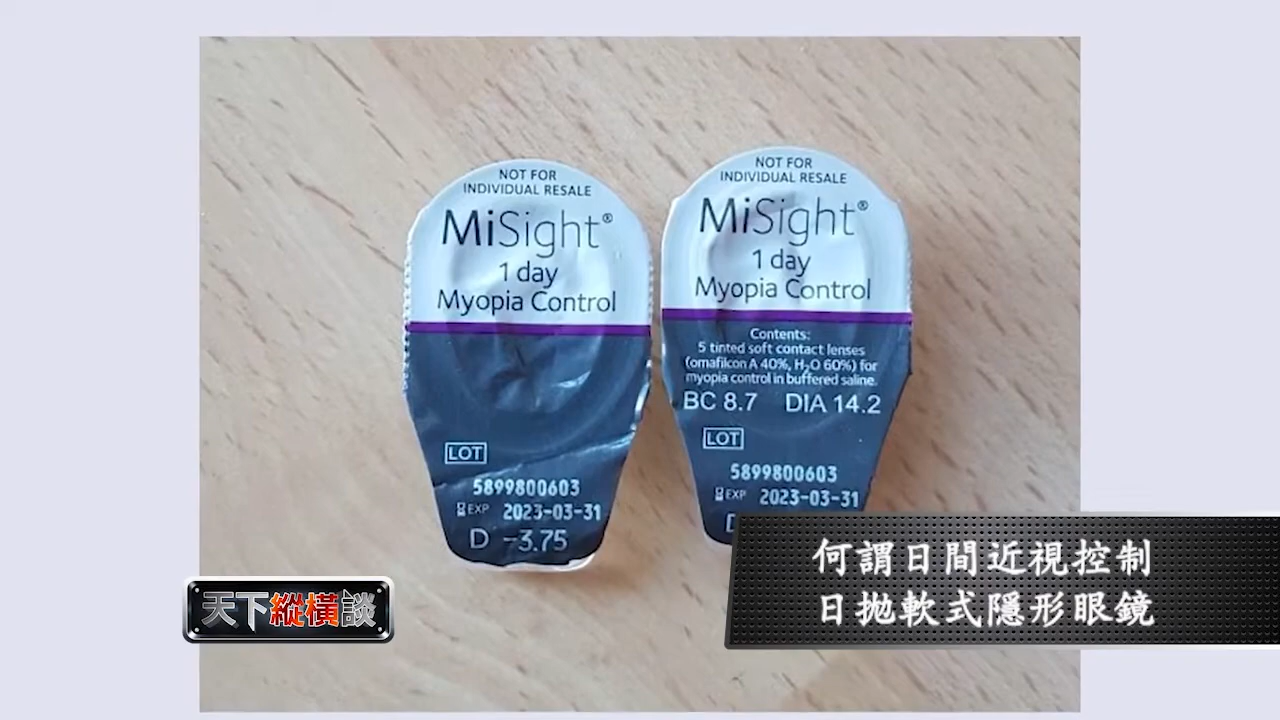 NOT FOR
INDIVIDUAL RESALE
MiSight®
1 day
Myopia Control
LOT
5899800603
EXP 2023-03-31
D -3.75
NOT FOR
INDIVIDUAL RESALE
MiSight®
1 day
Myopia Control
Contents:
5 tinted soft contact lenses
(omafilcon A 40%, H₂O 60%) for
myopia control in buffered saline.
BC 8.7 DIA 14.2
LOT
5899800603
EXP 2023-03-31
何謂日間近視控制
日拋軟式隱形眼鏡
天下縱橫談